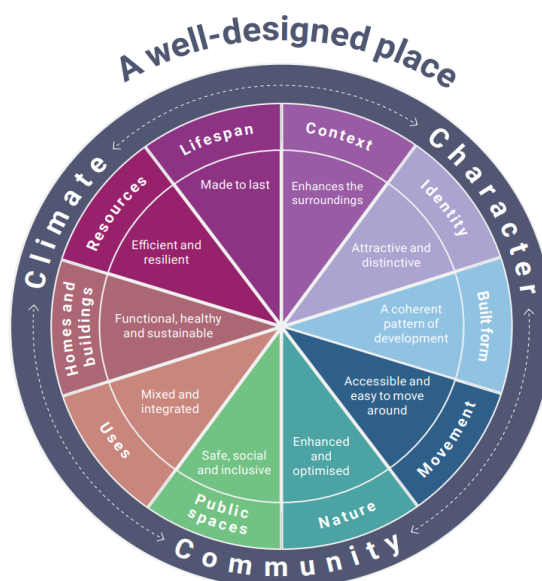 A well-designed place
Climate
Character
Community
Context
Enhances the
surroundings
Identity
Attractive and
distinctive
Built form
A coherent
pattern of
development
Movement
Accessible and
easy to move
around
Nature
Enhanced
and
optimised
Public
spaces
Safe, social
and inclusive
Uses
Mixed and
integrated
Homes and
buildings
Functional, healthy
and sustainable
Resources
Efficient and
resilient
Lifespan
Made to last